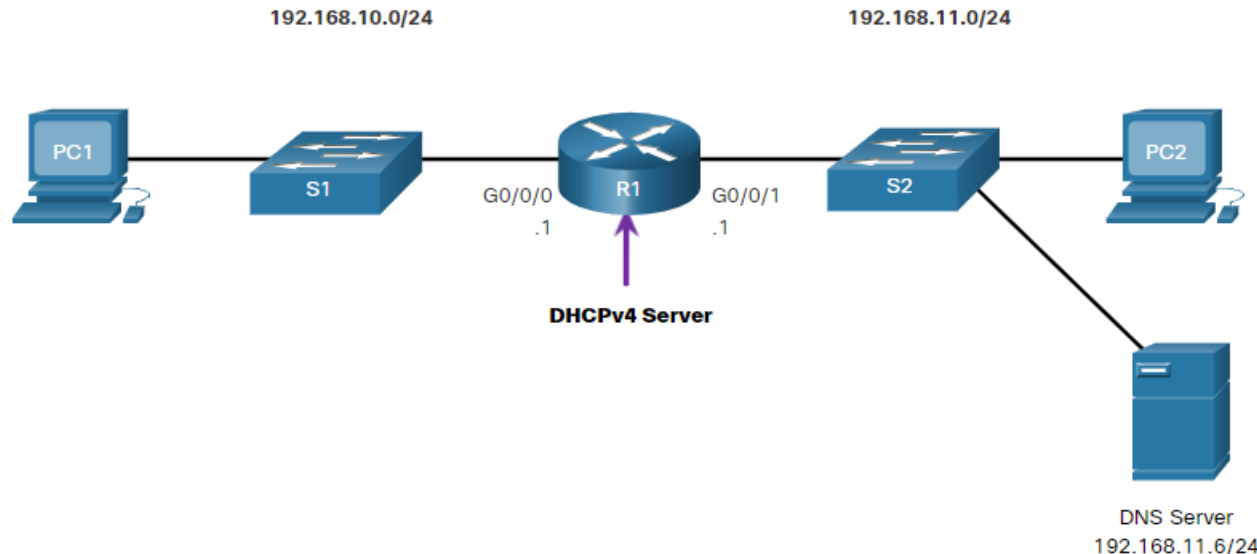 192.168.10.0/24
192.168.11.0/24
PC1
S1
R1
S2
PC2
G0/0/0
.1
G0/0/1
.1
DHCPv4 Server
DNS Server
192.168.11.6/24